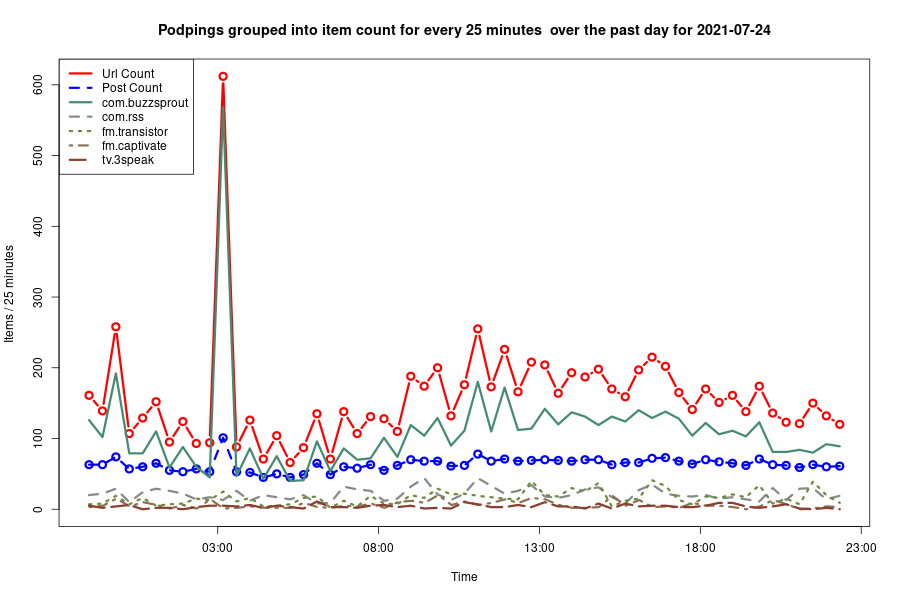 Podpings grouped into item count for every 25 minutes  over the past day for 2021-07-24
Url Count
Post Count
com.buzzsprout
com.rss
fm.transistor
fm.captivate
tv.3speak
Items / 25 minutes
600
500
400
300
200
100
0
03:00
08:00
13:00
18:00
23:00
Time